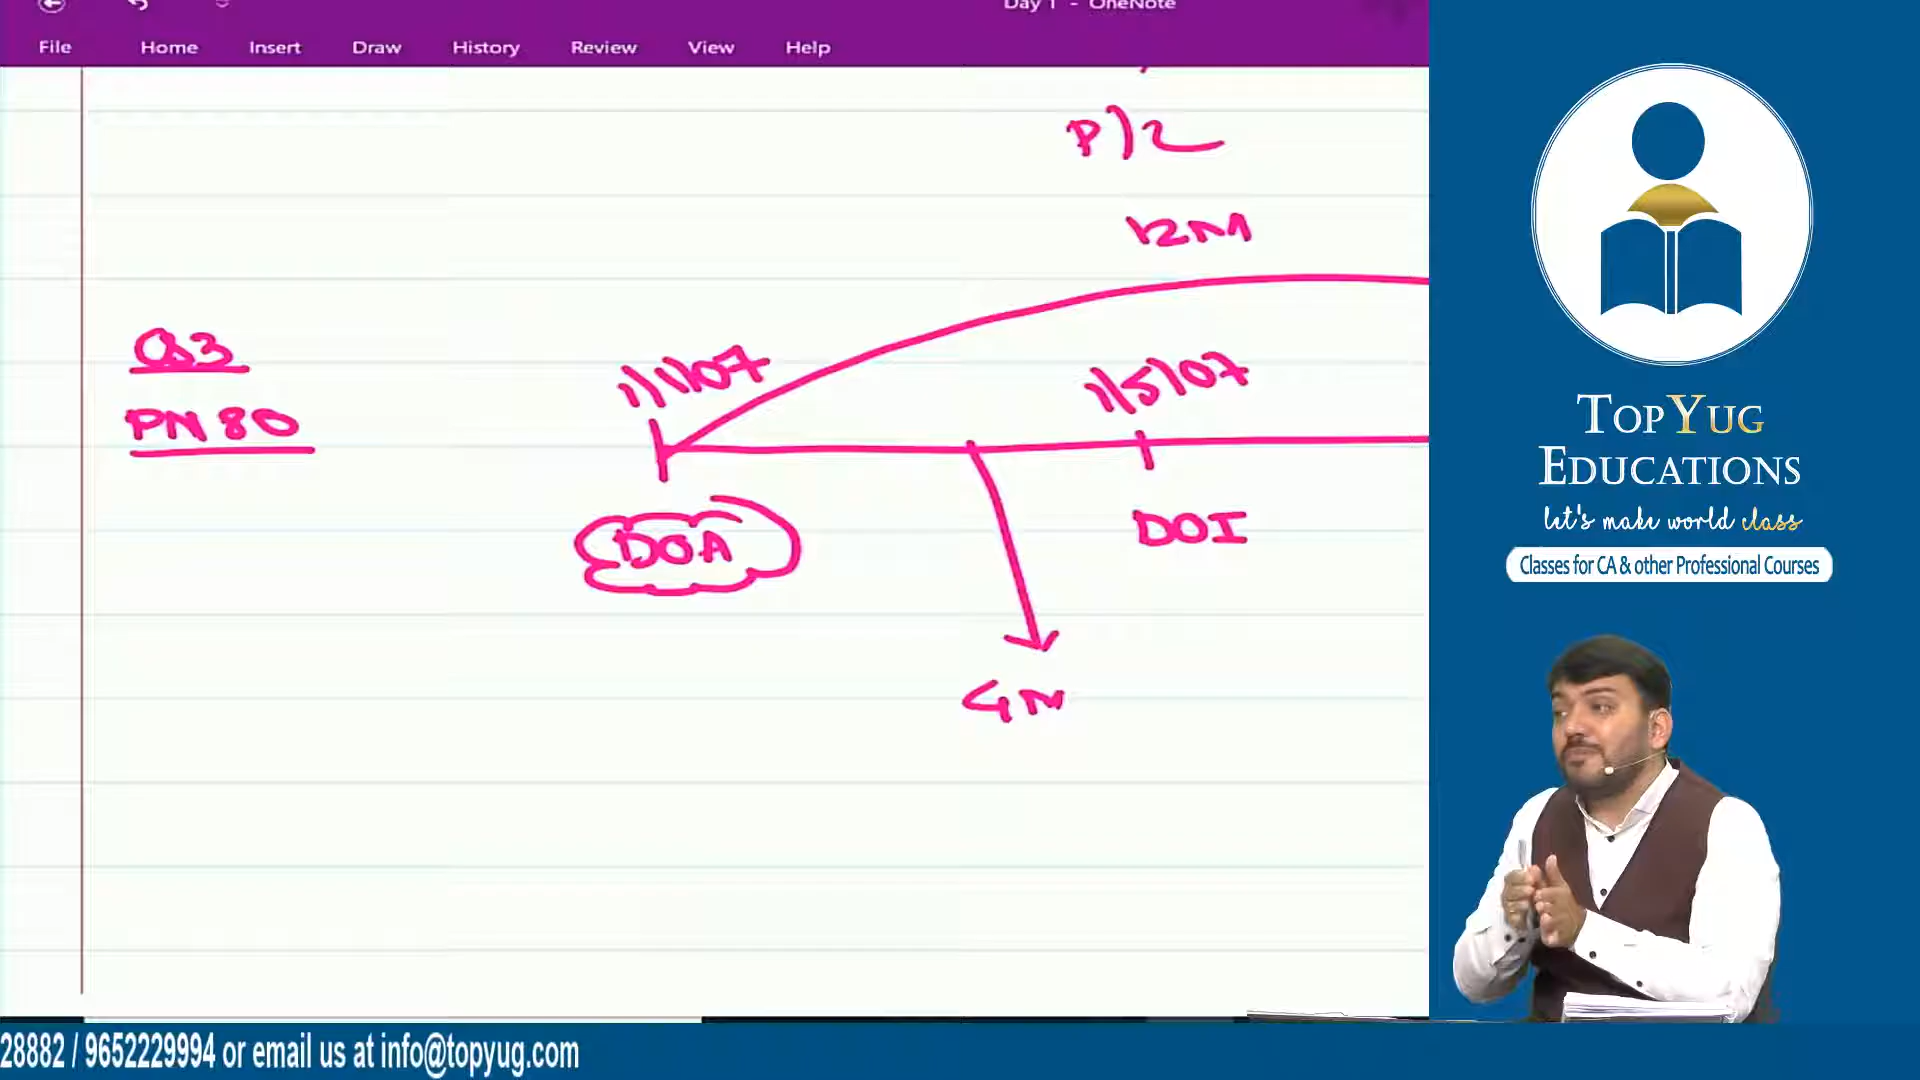 Day 1 - OneNote
File Home Insert Draw History Review View Help
P)2
12M
Q3
PN 80
1/1/07
1/5/07
DOA
DOI
4M
TOPYUG
EDUCATIONS
let's make world class
Classes for CA & other Professional Courses
28882 / 9652229994 or email us at info@topyug.com